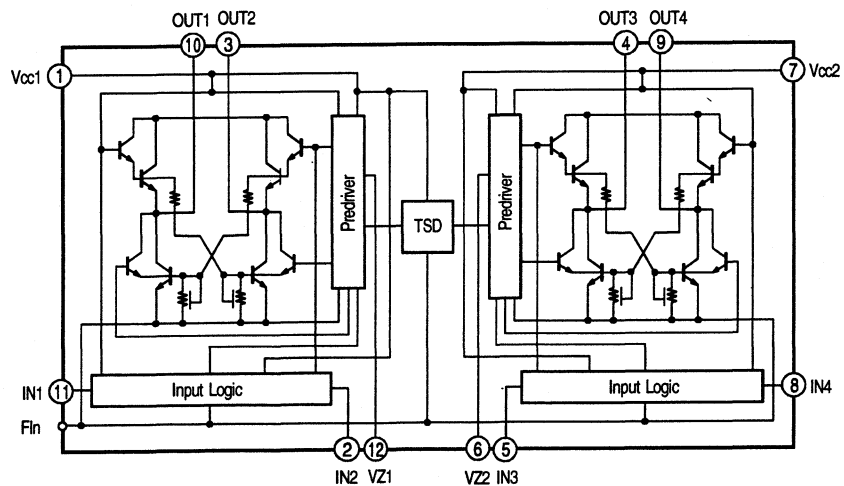 OUT1 OUT2 OUT3 OUT4
10 3 4 9
Vcc1 1 7 Vcc2
Predriver TSD Predriver
IN1 11 Input Logic Input Logic 8 IN4
FIn
2 12 6 5
IN2 VZ1 VZ2 IN3